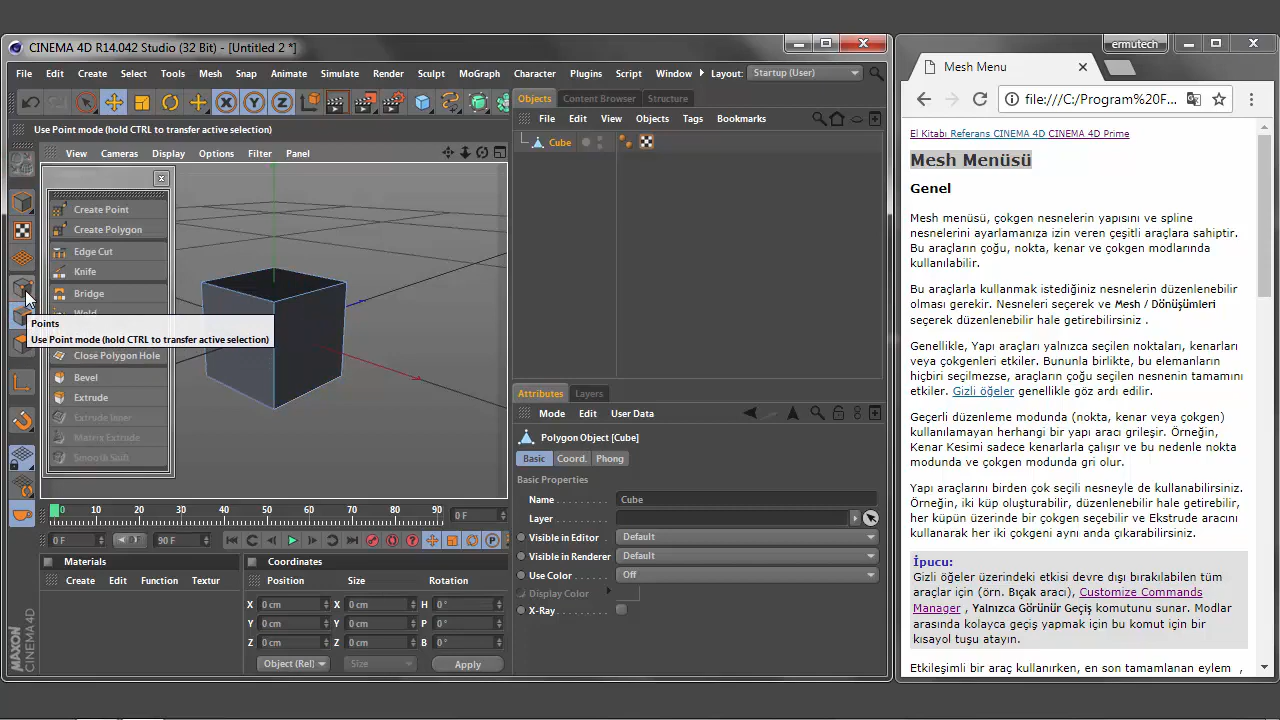 CINEMA 4D R14.042 Studio (32 Bit) - [Untitled 2 *]
File Edit Create Select Tools Mesh Snap Animate Simulate Render Sculpt MoGraph Character Plugins Script Window Layout: Startup (User)
X Y Z
Use Point mode (hold CTRL to transfer active selection)
View Cameras Display Options Filter Panel
Create Point
Create Polygon
Edge Cut
Knife
Bridge
Weld
Points
Use Point mode (hold CTRL to transfer active selection)
Close Polygon Hole
Bevel
Extrude
Extrude Inner
Matrix Extrude
Smooth Shift
0 10 20 30 40 50 60 70 80 90 0 F
0 F 90 F
P
Materials
Create Edit Function Textur
Coordinates
Position Size Rotation
X 0 cm X 0 cm H 0 °
Y 0 cm Y 0 cm P 0 °
Z 0 cm Z 0 cm B 0 °
Object (Rel) Size Apply
MAXON
CINEMA 4D
Objects Content Browser Structure
File Edit View Objects Tags Bookmarks
Cube
Attributes Layers
Mode Edit User Data
Polygon Object [Cube]
Basic Coord. Phong
Basic Properties
Name Cube
Layer
Visible in Editor Default
Visible in Renderer Default
Use Color Off
Display Color
X-Ray
ermutech
Mesh Menu
file:///C:/Program%20F...
El Kitabı Referans CINEMA 4D CINEMA 4D Prime
Mesh Menüsü
Genel
Mesh menüsü, çokgen nesnelerin yapısını ve spline
nesnelerini ayarlamanıza izin veren çeşitli araçlara sahiptir.
Bu araçların çoğu, nokta, kenar ve çokgen modlarında
kullanılabilir.
Bu araçlarla kullanmak istediğiniz nesnelerin düzenlenebilir
olması gerekir. Nesneleri seçerek ve Mesh / Dönüşümleri
seçerek düzenlenebilir hale getirebilirsiniz .
Genellikle, Yapı araçları yalnızca seçilen noktaları, kenarları
veya çokgenleri etkiler. Bununla birlikte, bu elemanların
hiçbiri seçilmezse, araçların çoğu seçilen nesnenin tamamını
etkiler. Gizli öğeler genellikle göz ardı edilir.
Geçerli düzenleme modunda (nokta, kenar veya çokgen)
kullanılamayan herhangi bir yapı aracı grileşir. Örneğin,
Kenar Kesimi sadece kenarlarla çalışır ve bu nedenle nokta
modunda ve çokgen modunda gri olur.
Yapı araçlarını birden çok seçili nesneyle de kullanabilirsiniz.
Örneğin, iki küp oluşturabilir, düzenlenebilir hale getirebilir,
her küpün üzerinde bir çokgen seçebilir ve Ekstrude aracını
kullanarak her iki çokgeni aynı anda çıkarabilirsiniz.
İpucu:
Gizli öğeler üzerindeki etkisi devre dışı bırakılabilen tüm
araçlar için (örn. Bıçak aracı), Customize Commands
Manager , Yalnızca Görünür Geçiş komutunu sunar. Modlar
arasında kolayca geçiş yapmak için bu komut için bir
kısayol tuşu atayın.
Etkileşimli bir araç kullanırken, en son tamamlanan eylem ,